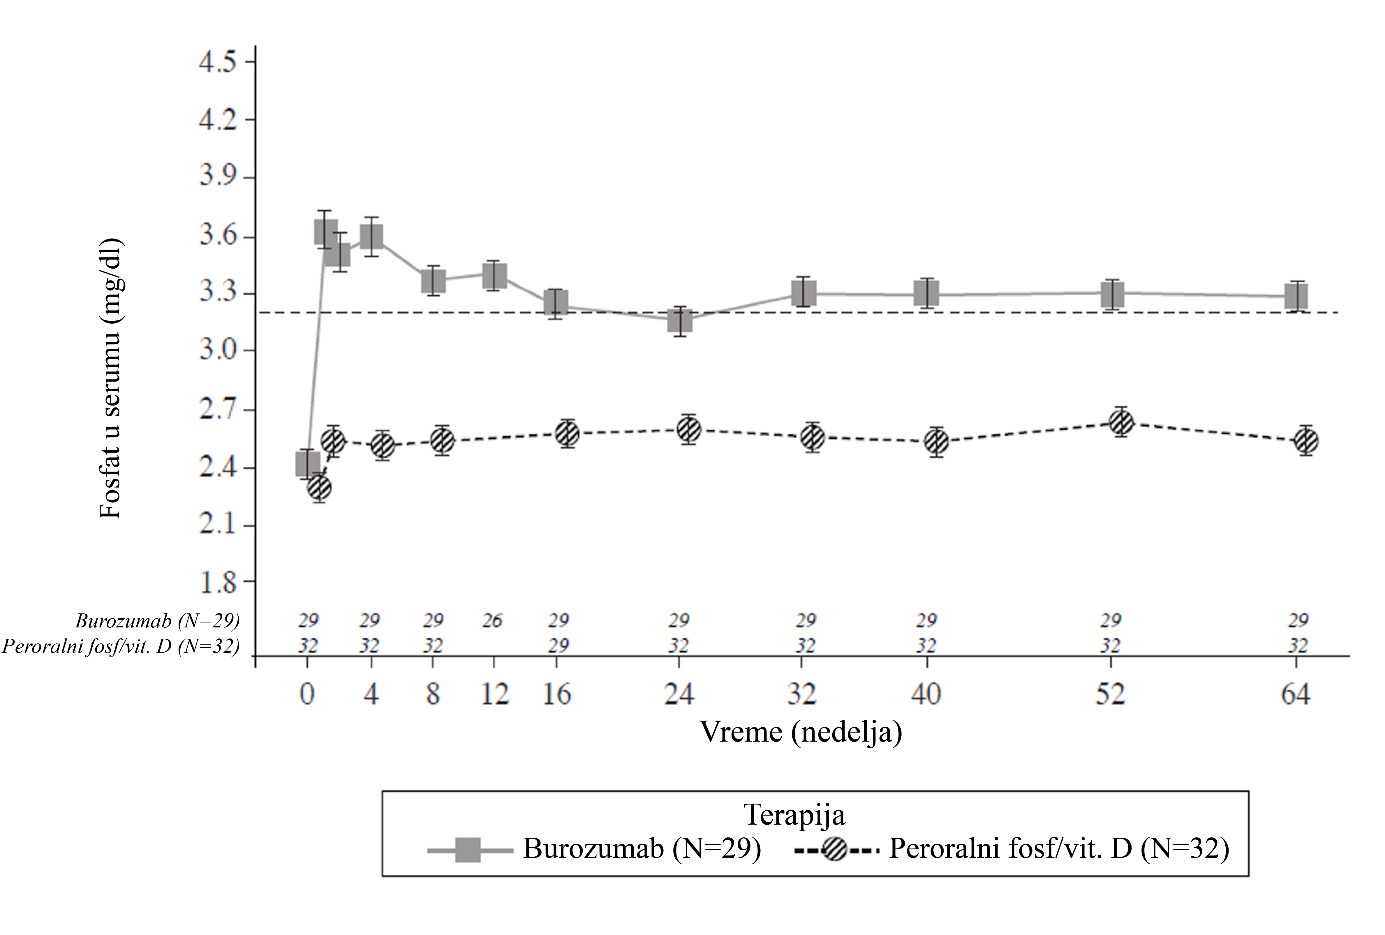 4.5
4.2
3.9
3.6
3.3
3.0
2.7
2.4
2.1
1.8
Fosfat u serumu (mg/dl)
Burozumab (N–29) 29 29 29 26 29 29 29 29 29 29
Peroralni fosf/vit. D (N=32) 32 32 32 29 32 32 32 32 32
0 4 8 12 16 24 32 40 52 64
Vreme (nedelja)
Terapija
Burozumab (N=29) Peroralni fosf/vit. D (N=32)